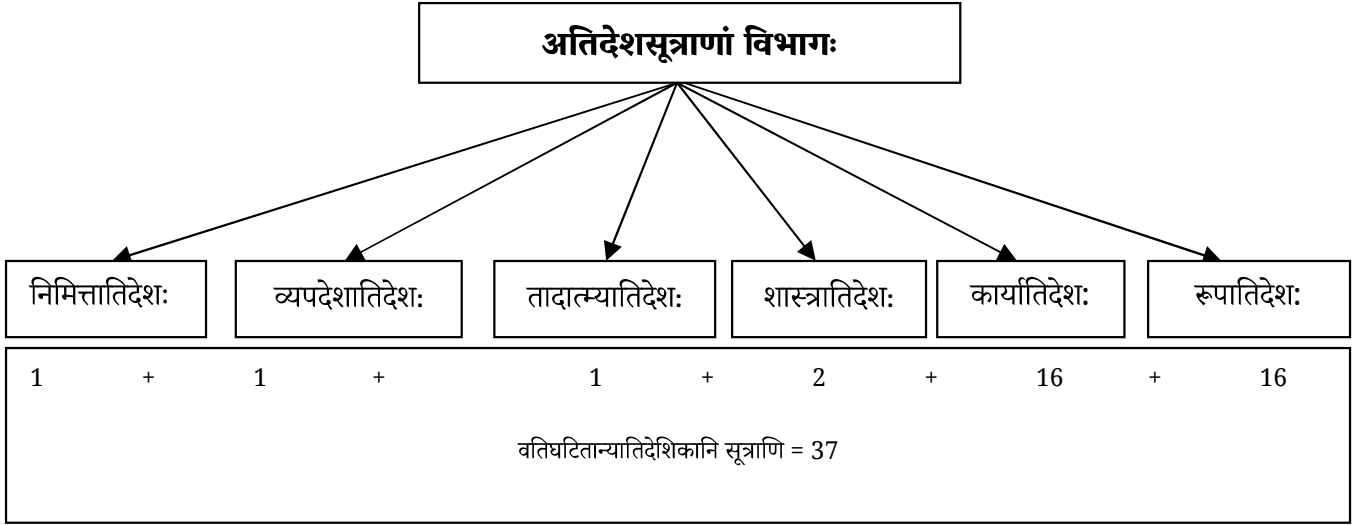 अतिदेशसूत्राणां विभागः
निमित्तातिदेशः व्यपदेशातिदेश: तादात्म्यातिदेश: शास्त्रातिदेश: कार्यातिदेश: रूपातिदेश:
1 + 1 + 1 + 2 + 16 + 16
वतिघटितान्यातिदेशिकानि सूत्राणि = 37